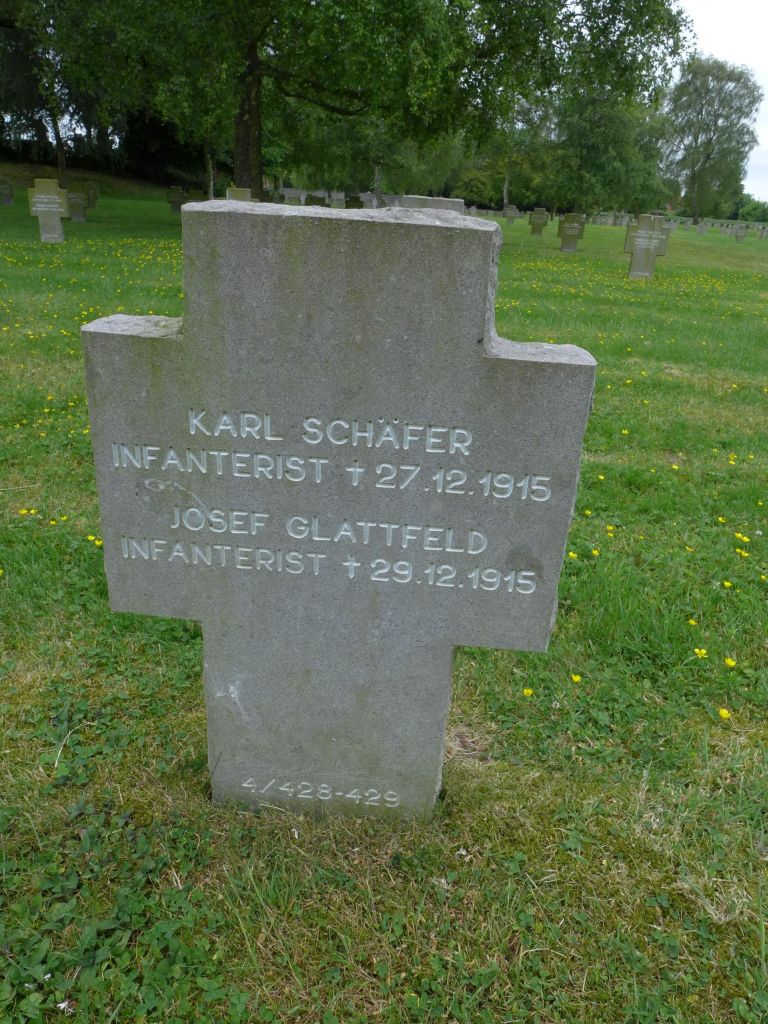 KARL SCHÄFER
INFANTERIST † 27.12.1915
JOSEF GLATTFELD
INFANTERIST † 29.12.1915
4/428-429